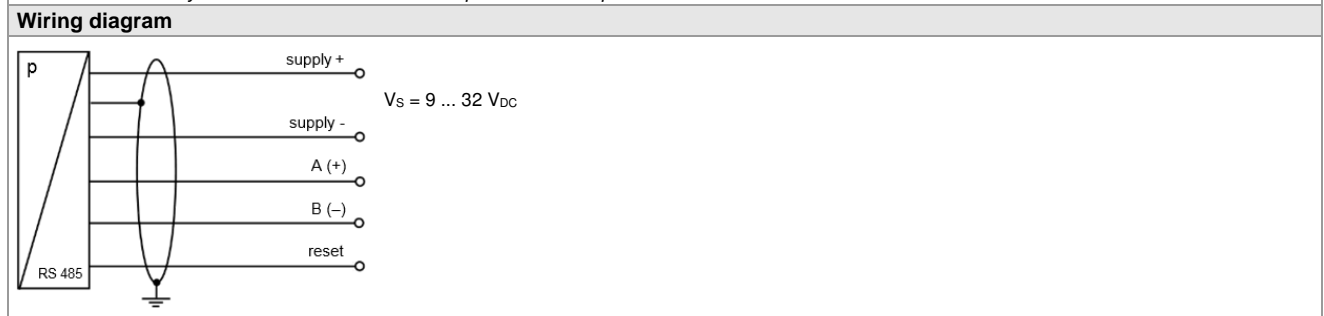 Wiring diagram
p
supply +
VS = 9 ... 32 VDC
supply -
A (+)
B (–)
reset
RS 485